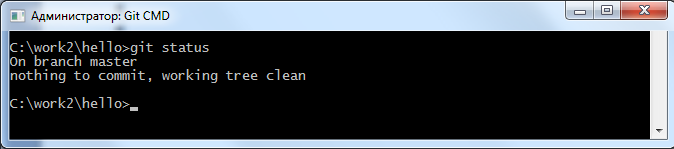 Администратор: Git CMD
C:\work2\hello>git status
On branch master
nothing to commit, working tree clean
C:\work2\hello>